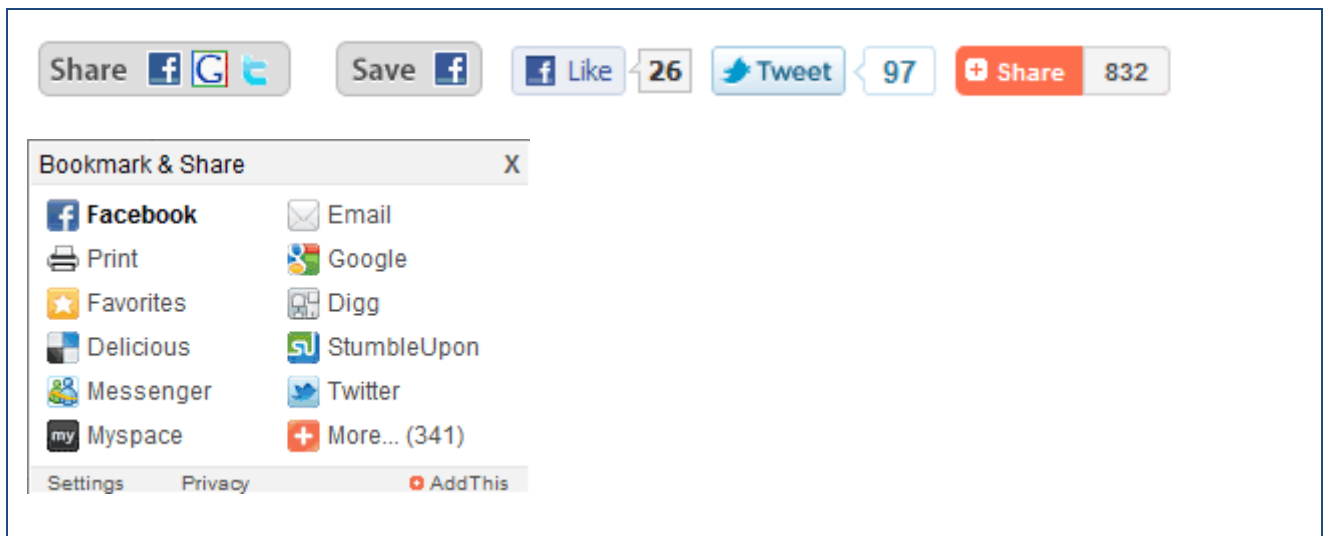 Share Save Like 26 Tweet 97 Share 832
Bookmark & Share X
Facebook Email
Print Google
Favorites Digg
Delicious StumbleUpon
Messenger Twitter
my Myspace More... (341)
Settings Privacy AddThis